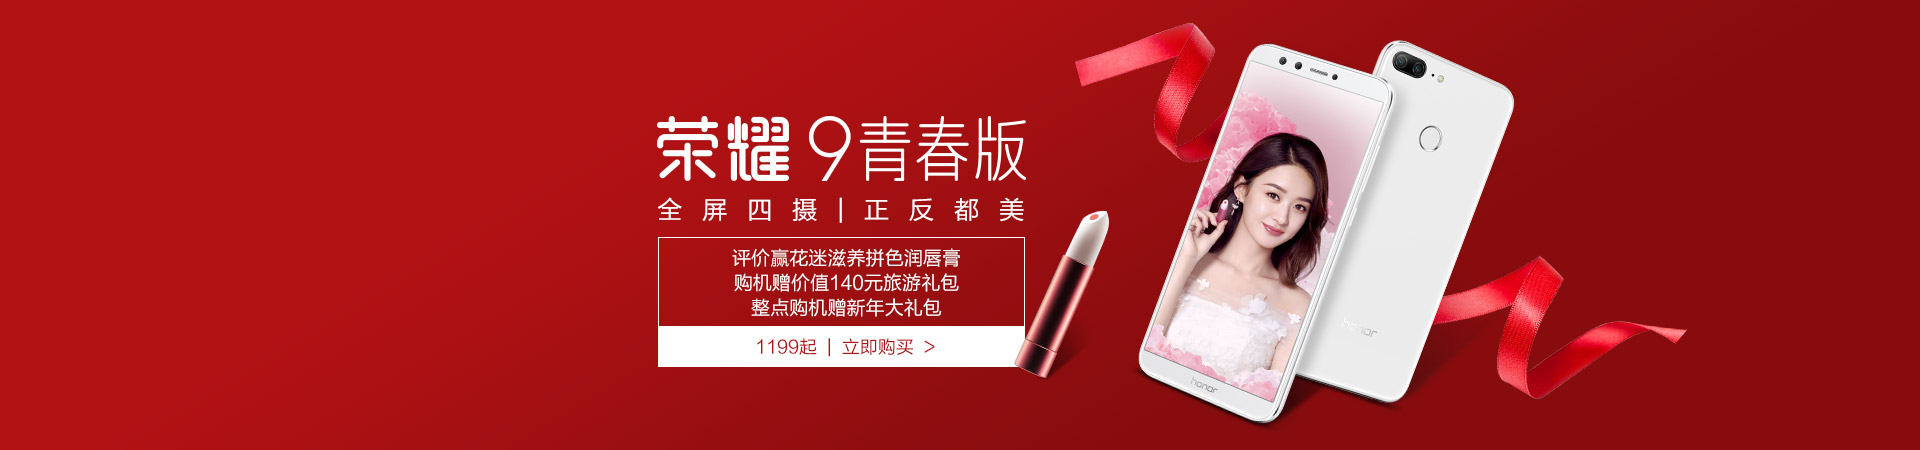 荣耀 9青春版
全屏四摄|正反都美
评价赢花迷滋养拼色润唇膏
购机赠价值140元旅游礼包
整点购机赠新年大礼包
1199起 | 立即购买 >
honor
honor